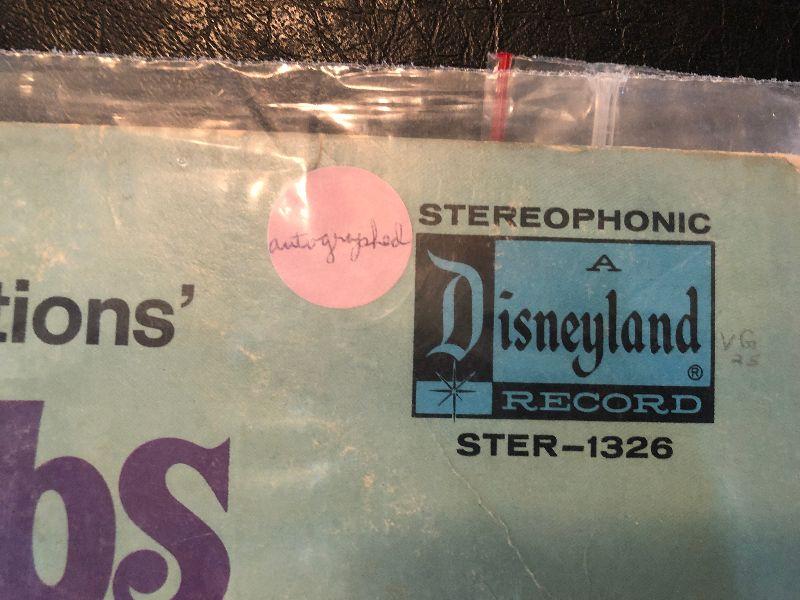 autographed
STEREOPHONIC
A
Disneyland
®
RECORD
STER-1326
VG
25
tions'
bs